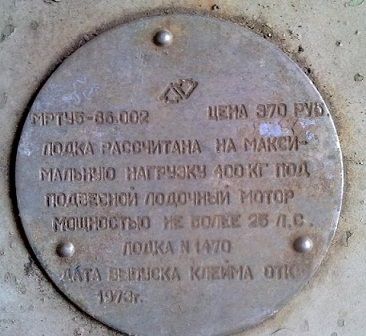 МРТУ5-86.002 ЦЕНА 370 РУБ.
ЛОДКА РАССЧИТАНА НА МАКСИ-
МАЛЬНУЮ НАГРУЗКУ 400 КГ ПОД
ПОДВЕСНОЙ ЛОДОЧНЫЙ МОТОР
МОЩНОСТЬЮ НЕ БОЛЕЕ 25 Л.С.
ЛОДКА N 1470
ДАТА ВЫПУСКА КЛЕЙМА ОТК
1973г.